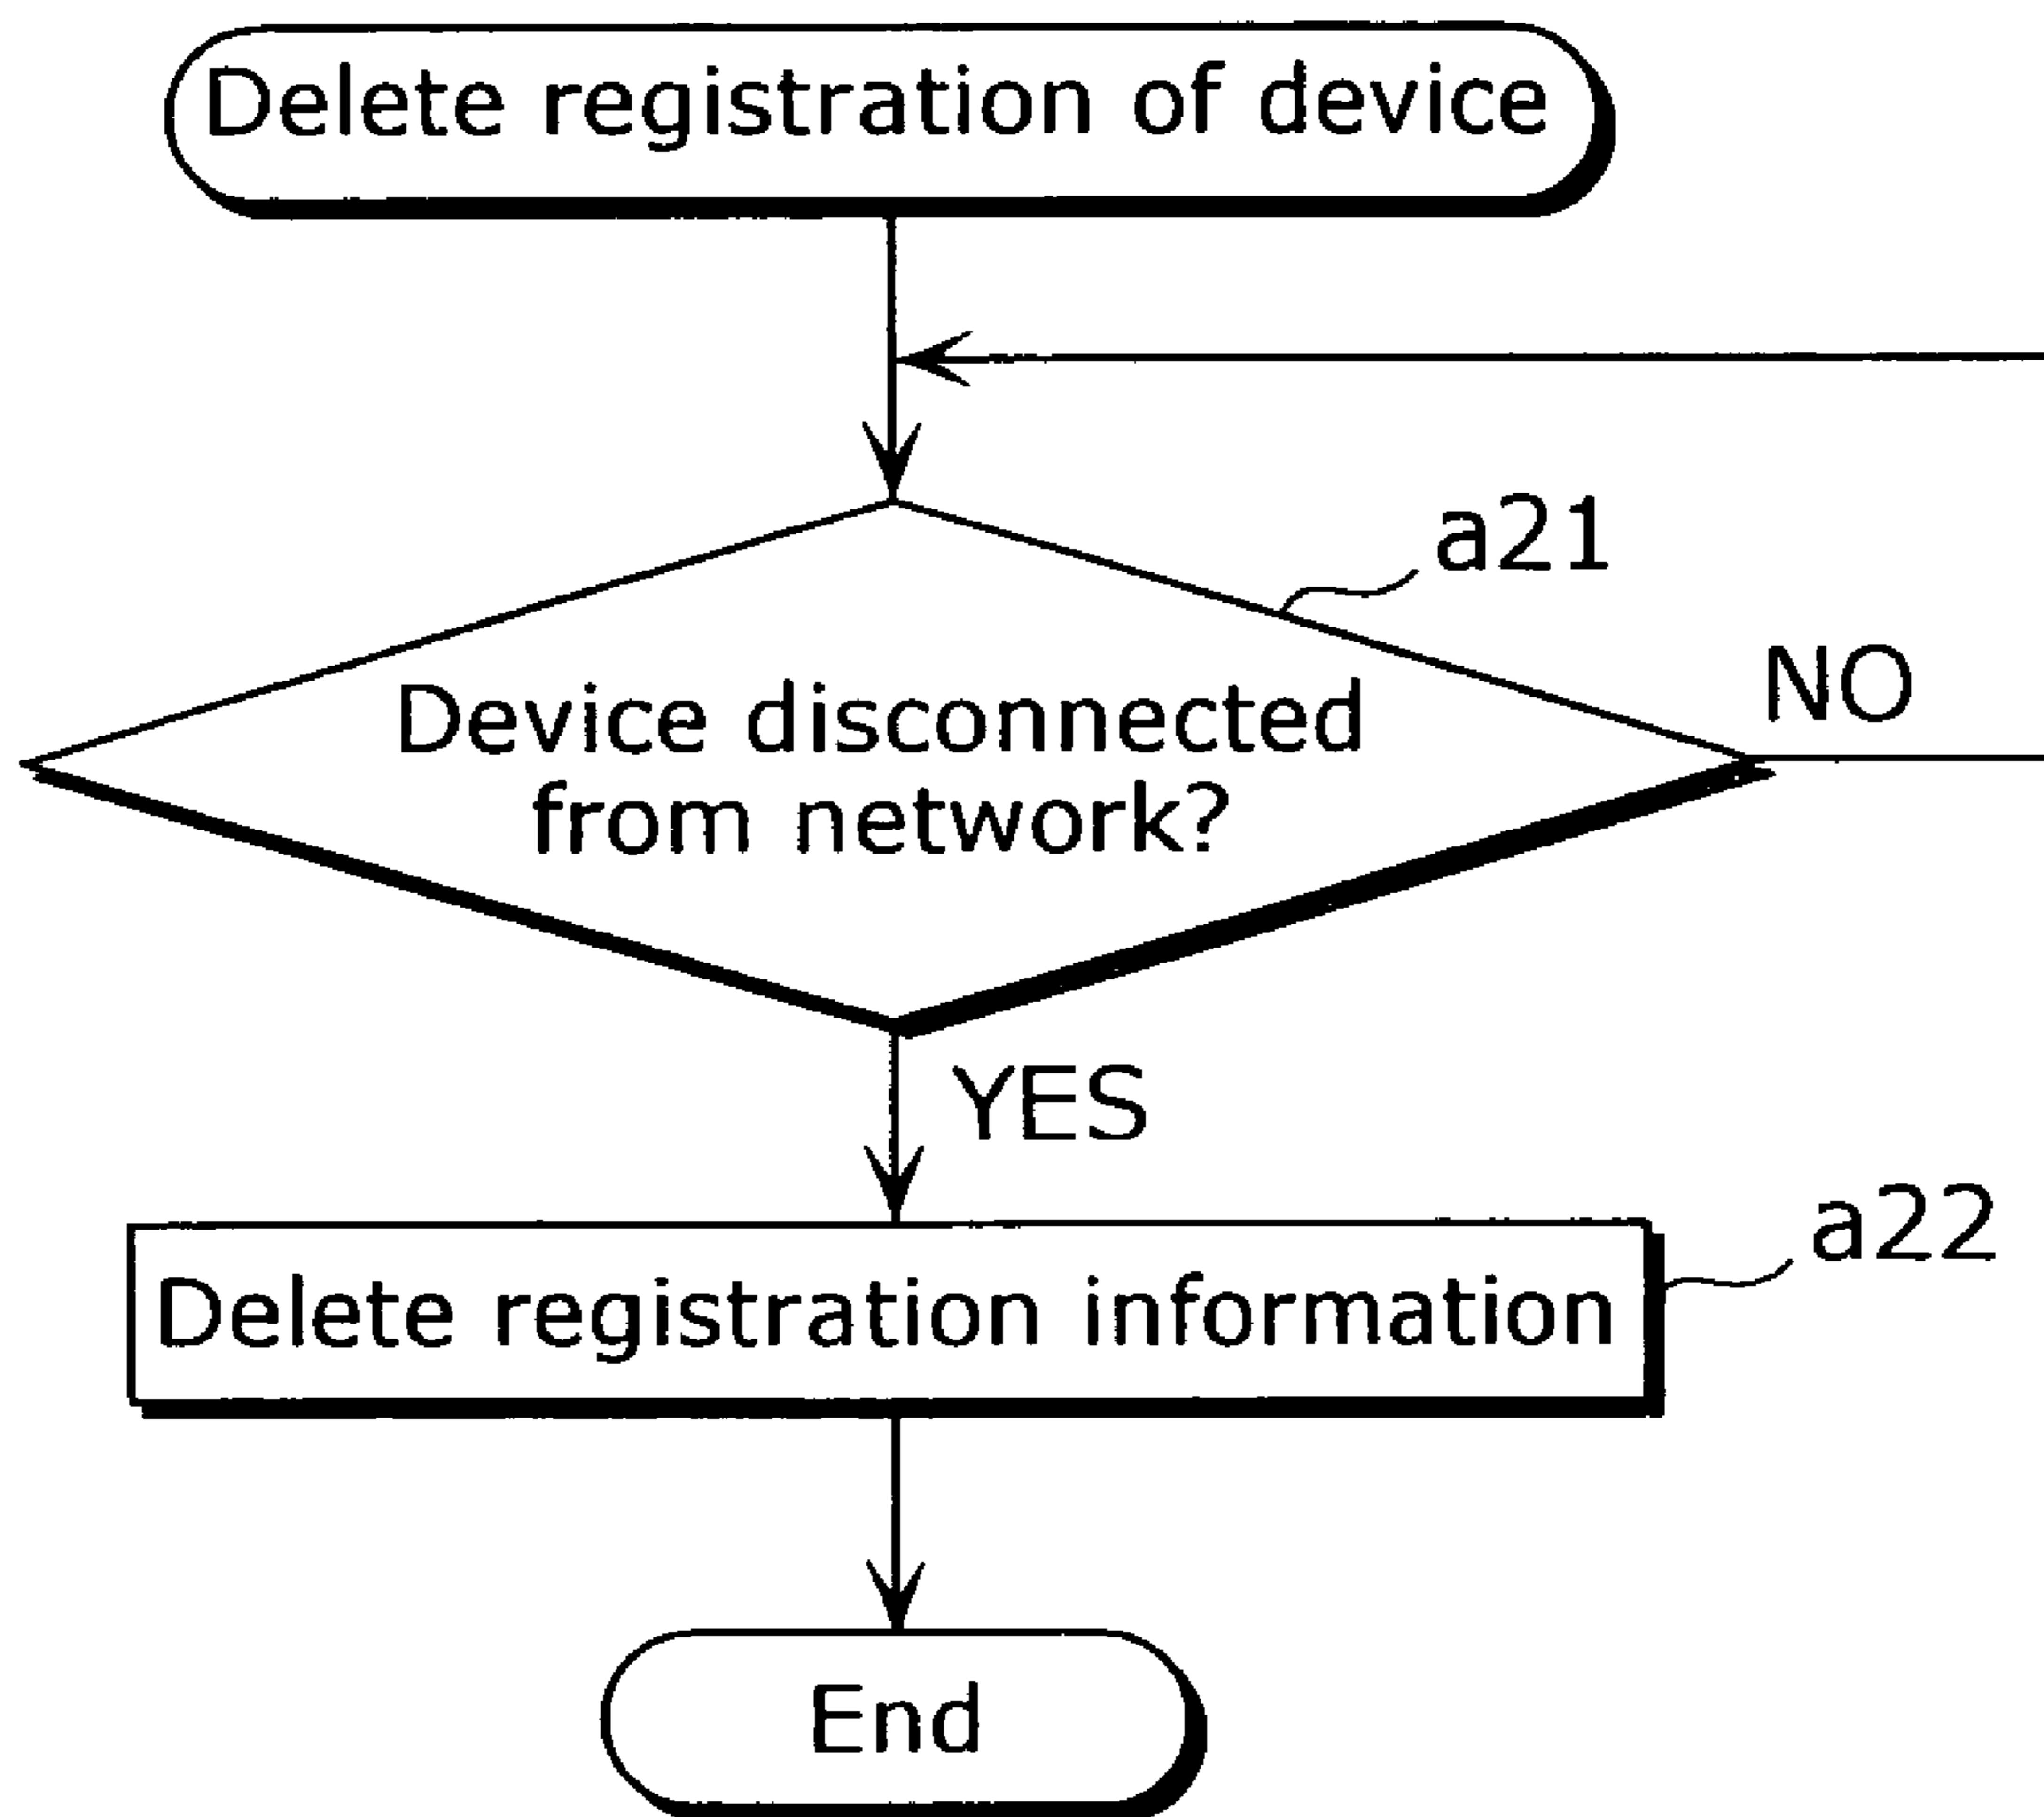 Delete registration of device
a21
NO
Device disconnected
from network?
YES
a22
Delete registration information
End